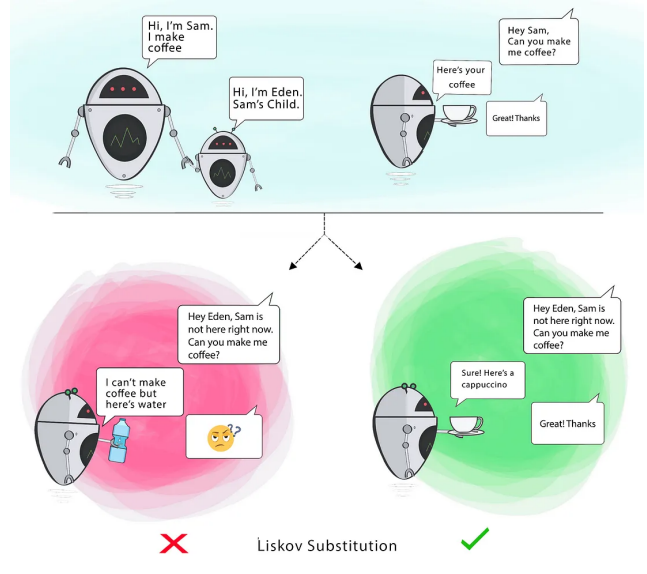 Hi, I'm Sam.
I make
coffee
Hi, I'm Eden.
Sam's Child.
Hey Sam,
Can you make
me coffee?
Here's your
coffee
Great! Thanks
Hey Eden, Sam is
not here right now.
Can you make me
coffee?
I can't make
coffee but
here's water
??
Hey Eden, Sam is
not here right now.
Can you make me
coffee?
Sure! Here's a
cappuccino
Great! Thanks
Liskov Substitution